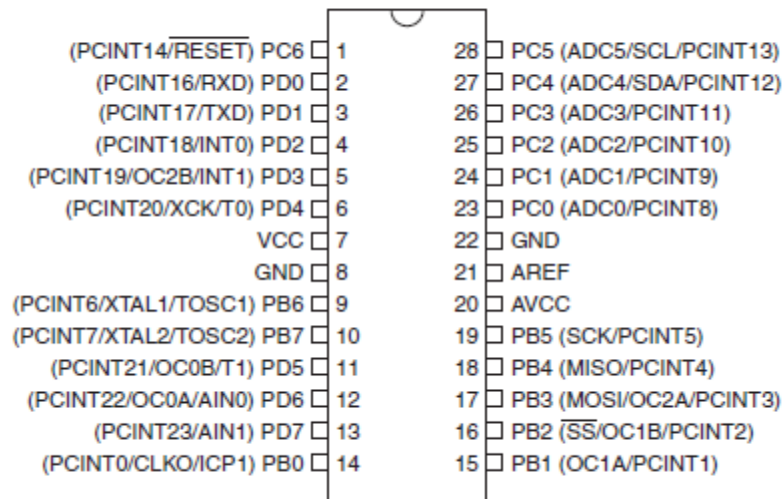 (PCINT14/RESET) PC6 1 28 PC5 (ADC5/SCL/PCINT13)
(PCINT16/RXD) PD0 2 27 PC4 (ADC4/SDA/PCINT12)
(PCINT17/TXD) PD1 3 26 PC3 (ADC3/PCINT11)
(PCINT18/INT0) PD2 4 25 PC2 (ADC2/PCINT10)
(PCINT19/OC2B/INT1) PD3 5 24 PC1 (ADC1/PCINT9)
(PCINT20/XCK/T0) PD4 6 23 PC0 (ADC0/PCINT8)
VCC 7 22 GND
GND 8 21 AREF
(PCINT6/XTAL1/TOSC1) PB6 9 20 AVCC
(PCINT7/XTAL2/TOSC2) PB7 10 19 PB5 (SCK/PCINT5)
(PCINT21/OC0B/T1) PD5 11 18 PB4 (MISO/PCINT4)
(PCINT22/OC0A/AIN0) PD6 12 17 PB3 (MOSI/OC2A/PCINT3)
(PCINT23/AIN1) PD7 13 16 PB2 (SS/OC1B/PCINT2)
(PCINT0/CLKO/ICP1) PB0 14 15 PB1 (OC1A/PCINT1)